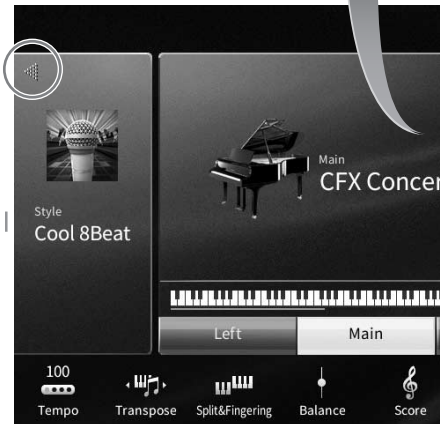 Style
Cool 8Beat
Main
CFX Concer
Left
Main
100
Tempo
Transpose
Split&Fingering
Balance
Score